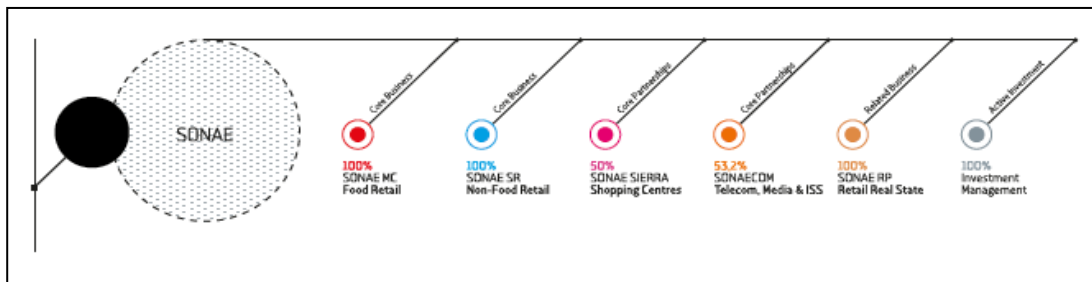 SONAE
Core Business
Core Business
Core Partnerships
Core Partnerships
Related Business
Active Investment
100%
SONAE MC
Food Retail
100%
SONAE SR
Non-Food Retail
50%
SONAE SIERRA
Shopping Centres
53,2%
SONAECOM
Telecom, Media & ISS
100%
SONAE RP
Retail Real State
100%
Investment
Management